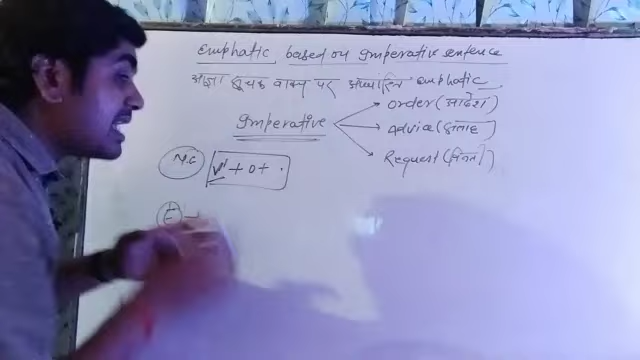 Emphatic based on Imperative sentence
आज्ञा सूचक वाक्य पर आधारित emphatic
Imperative
order (आदेश)
Advice (सलाह)
Request (विनती)
V¹ + O + .
E